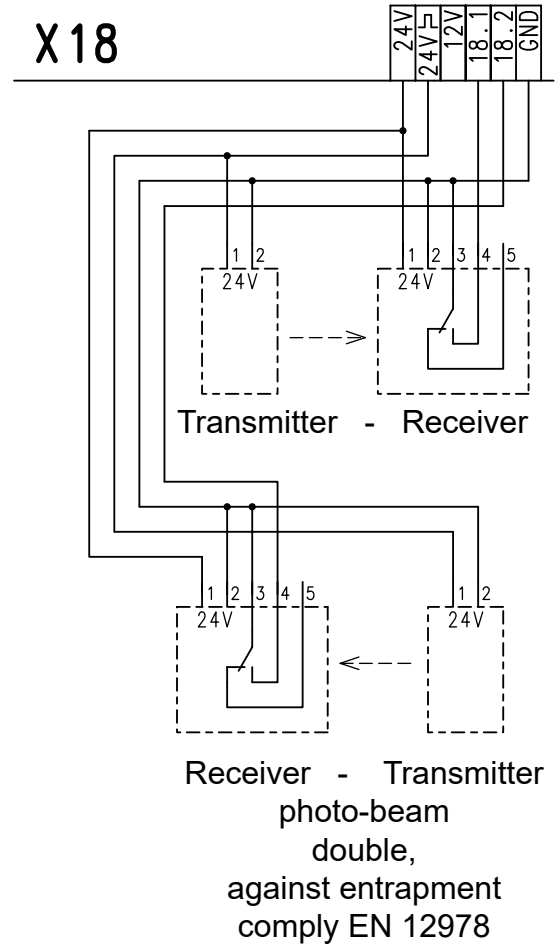 X18
24V
24V
12V
18.1
18.2
GND
1 2
24V
1 2 3 4 5
24V
Transmitter - Receiver
1 2 3 4 5
24V
1 2
24V
Receiver - Transmitter
photo-beam
double,
against entrapment
comply EN 12978